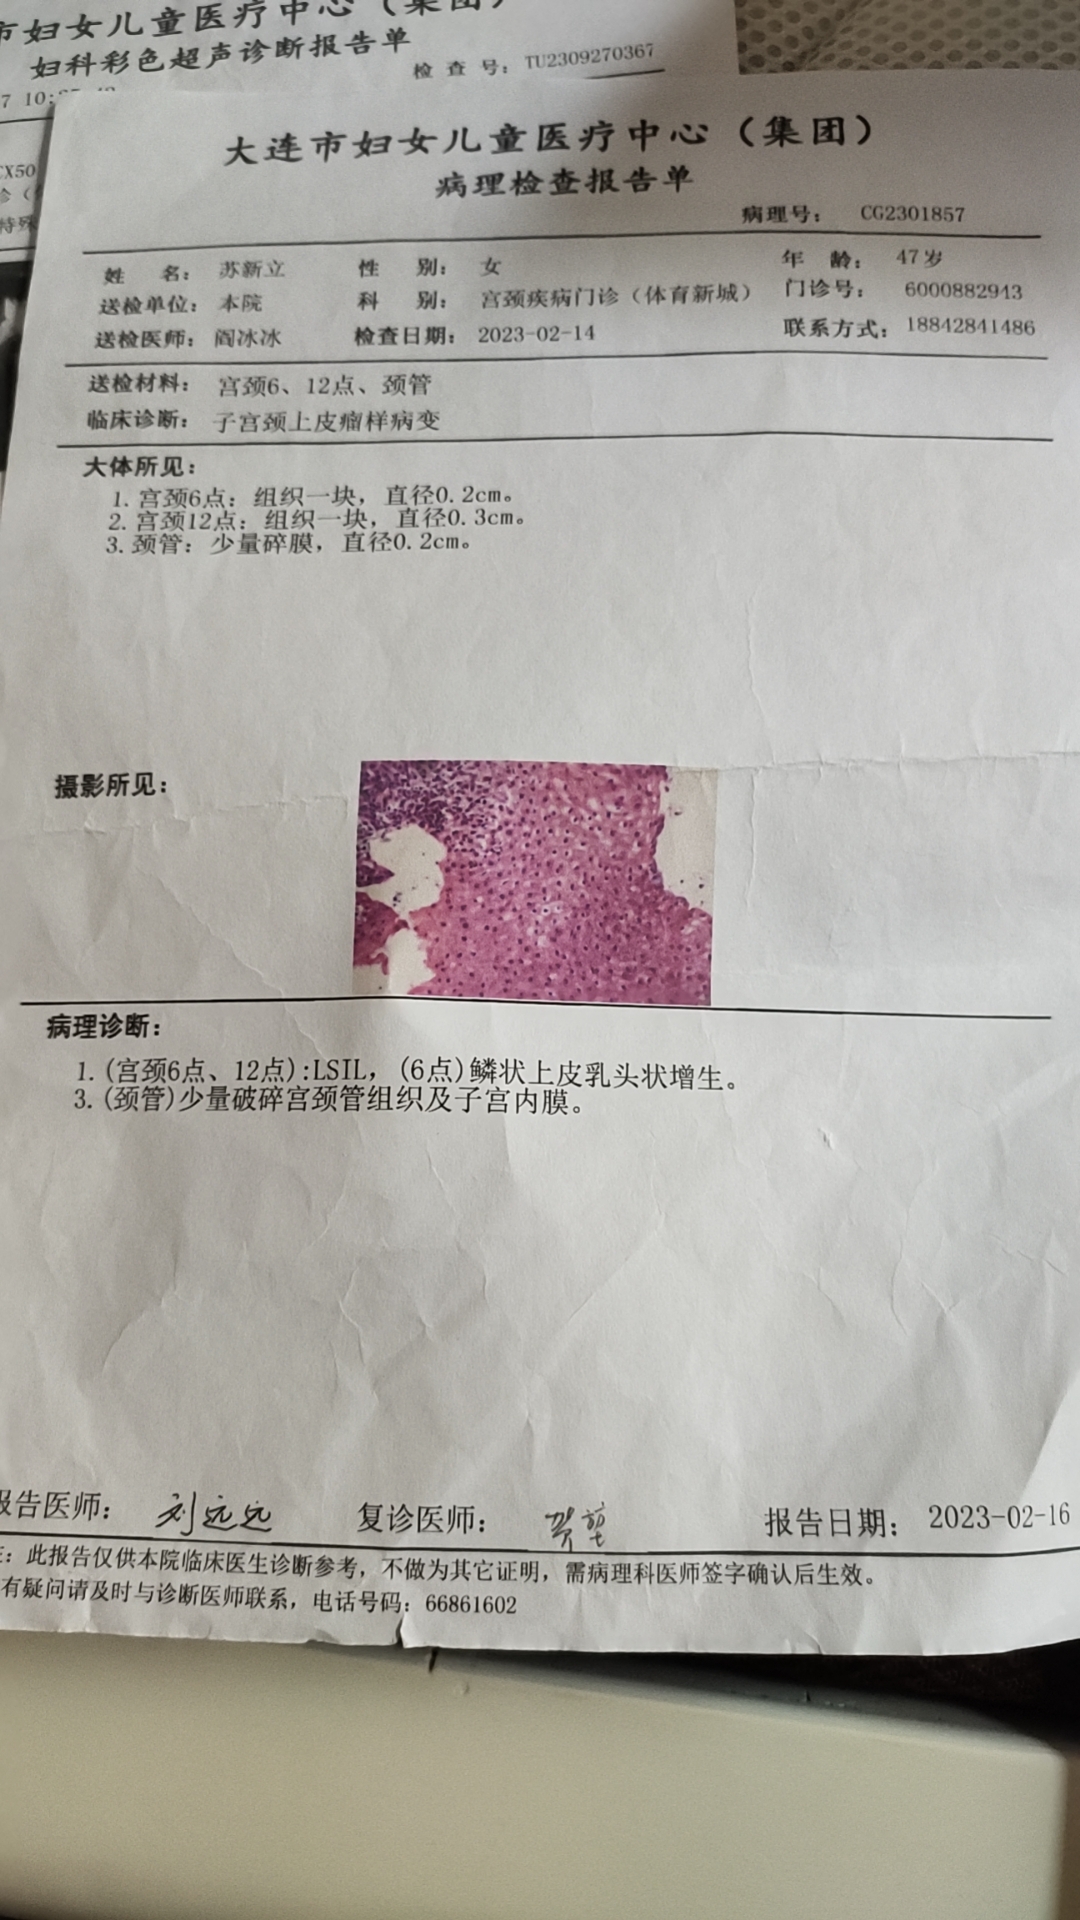 市妇女儿童医疗中心（集团）
妇科彩色超声诊断报告单
检 查 号：TU2309270367
7 10:
CX50
诊（
特殊
大连市妇女儿童医疗中心（集团）
病理检查报告单
病理号： CG2301857
姓 名： 苏新立 性 别： 女 年 龄： 47岁
送检单位： 本院 科 别： 宫颈疾病门诊（体育新城） 门诊号： 6000882943
送检医师： 阎冰冰 检查日期： 2023-02-14 联系方式： 18842841486
送检材料： 宫颈6、12点、颈管
临床诊断： 子宫颈上皮瘤样病变
大体所见：
1. 宫颈6点：组织一块，直径0.2cm。
2. 宫颈12点：组织一块，直径0.3cm。
3. 颈管：少量碎膜，直径0.2cm。
摄影所见：
病理诊断：
1. (宫颈6点、12点):LSIL，(6点)鳞状上皮乳头状增生。
3. (颈管)少量破碎宫颈管组织及子宫内膜。
报告医师： 刘远远 复诊医师： 报告日期： 2023-02-16
注：此报告仅供本院临床医生诊断参考，不做为其它证明，需病理科医师签字确认后生效。
有疑问请及时与诊断医师联系，电话号码：66861602